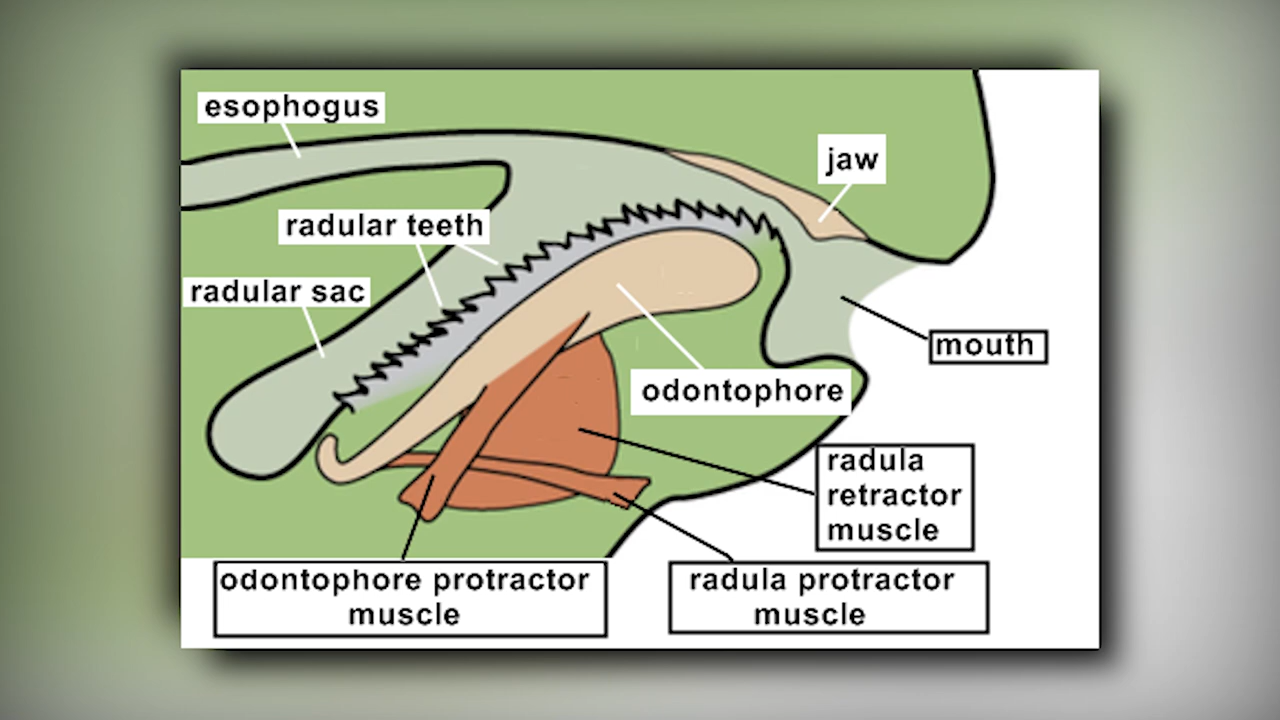 esophogus
jaw
radular teeth
radular sac
mouth
odontophore
radula
retractor
muscle
odontophore protractor
muscle
radula protractor
muscle